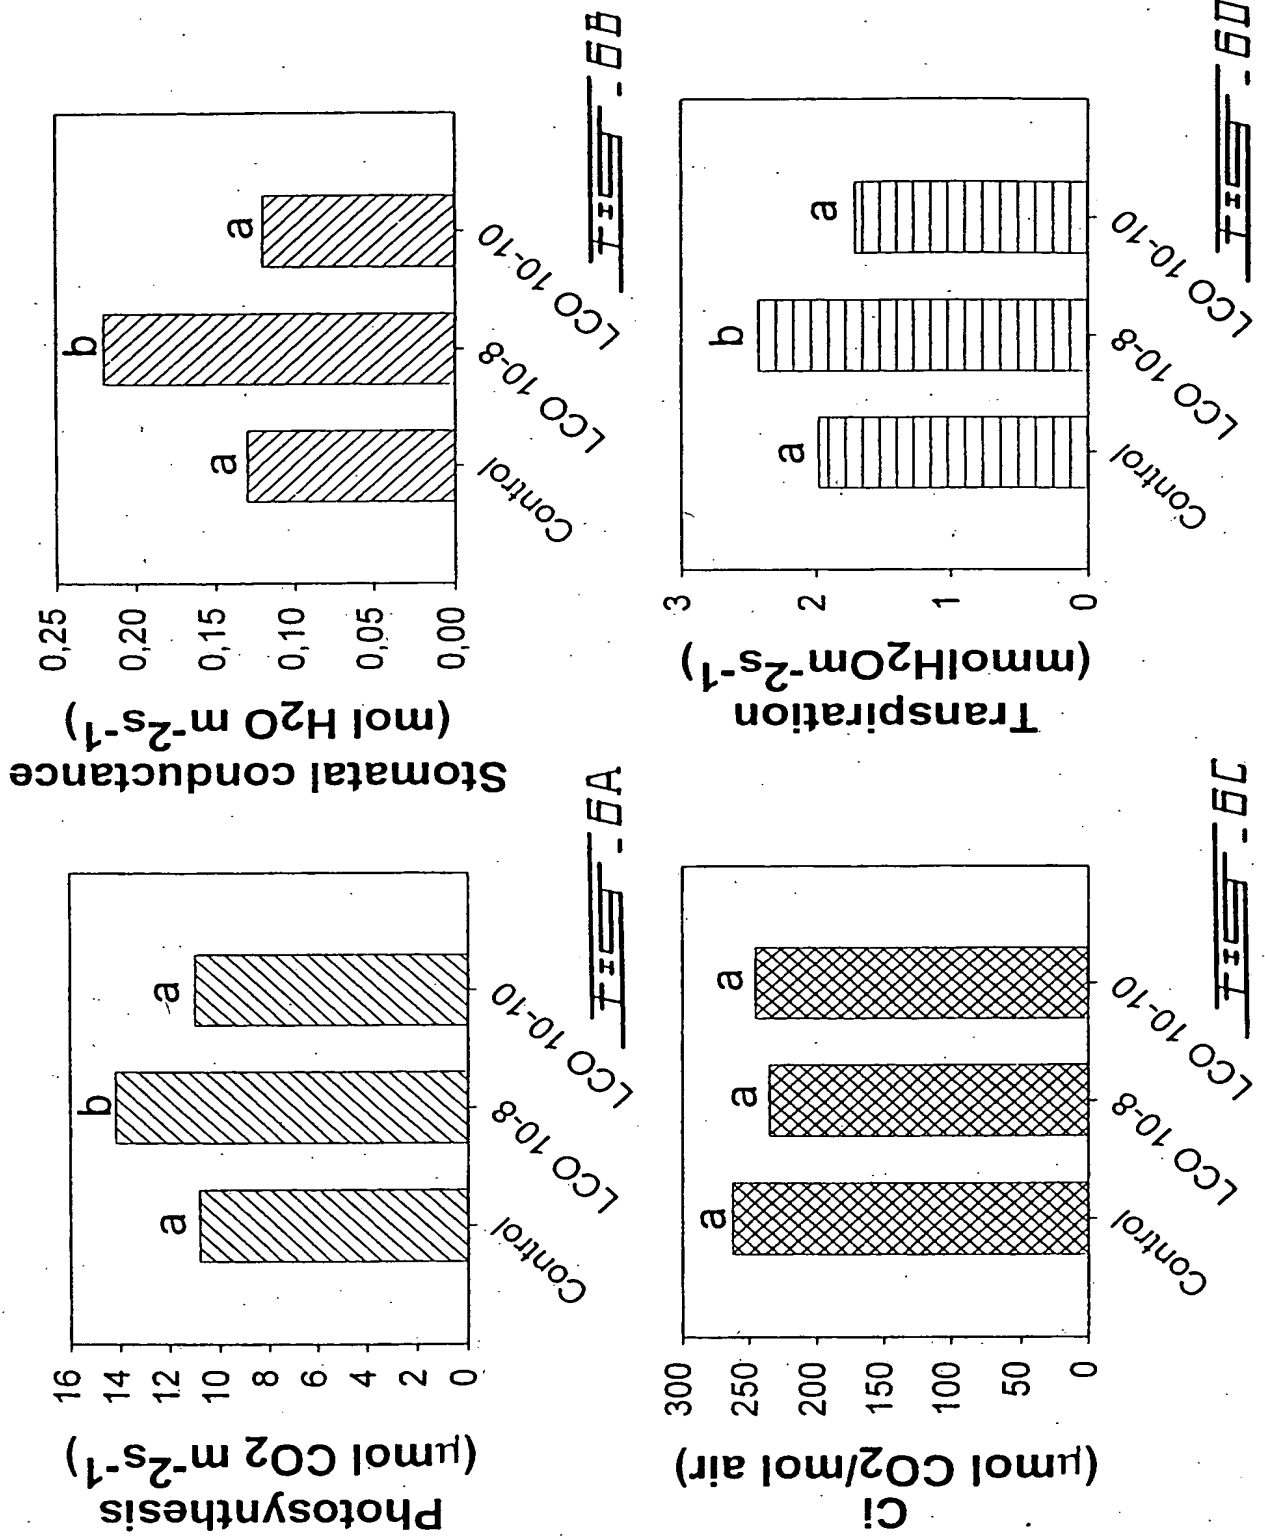 Photosynthesis
(µmol CO2 m-2s-1)
16
14
12
10
8
6
4
2
0
a
b
a
Control
LCO 10-8
LCO 10-10
FIG-6A
Stomatal conductance
(mol H2O m-2s-1)
0,25
0,20
0,15
0,10
0,05
0,00
a
b
a
Control
LCO 10-8
LCO 10-10
FIG-6B
Ci
(µmol CO2/mol air)
300
250
200
150
100
50
0
a
a
a
Control
LCO 10-8
LCO 10-10
FIG-6C
Transpiration
(mmolH2Om-2s-1)
3
2
1
0
a
b
a
Control
LCO 10-8
LCO 10-10
FIG-6D